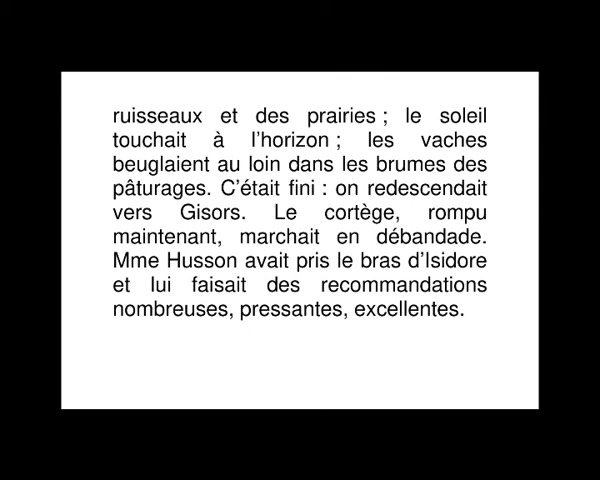 ruisseaux et des prairies ; le soleil
touchait à l’horizon ; les vaches
beuglaient au loin dans les brumes des
pâturages. C’était fini : on redescendait
vers Gisors. Le cortège, rompu
maintenant, marchait en débandade.
Mme Husson avait pris le bras d’Isidore
et lui faisait des recommandations
nombreuses, pressantes, excellentes.